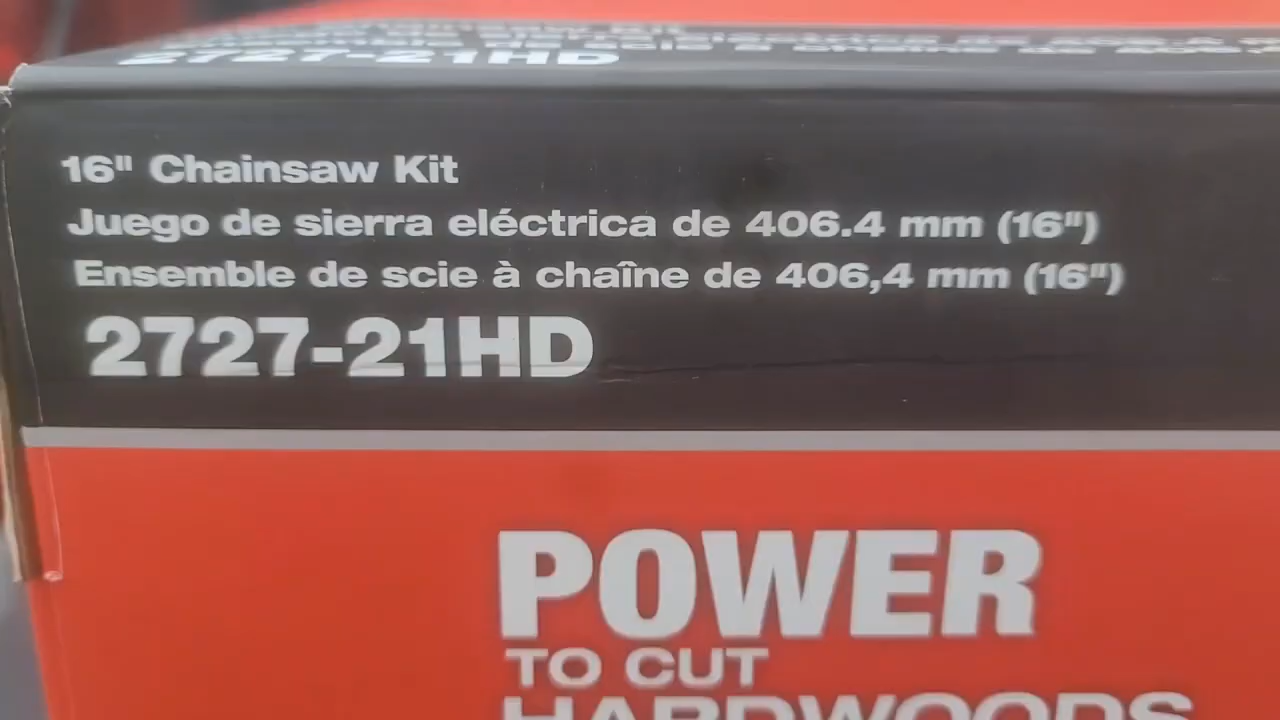 2727-21HD
16" Chainsaw Kit
Juego de sierra eléctrica de 406.4 mm (16")
Ensemble de scie à chaîne de 406,4 mm (16")
2727-21HD
POWER
TO CUT
HARDWOODS